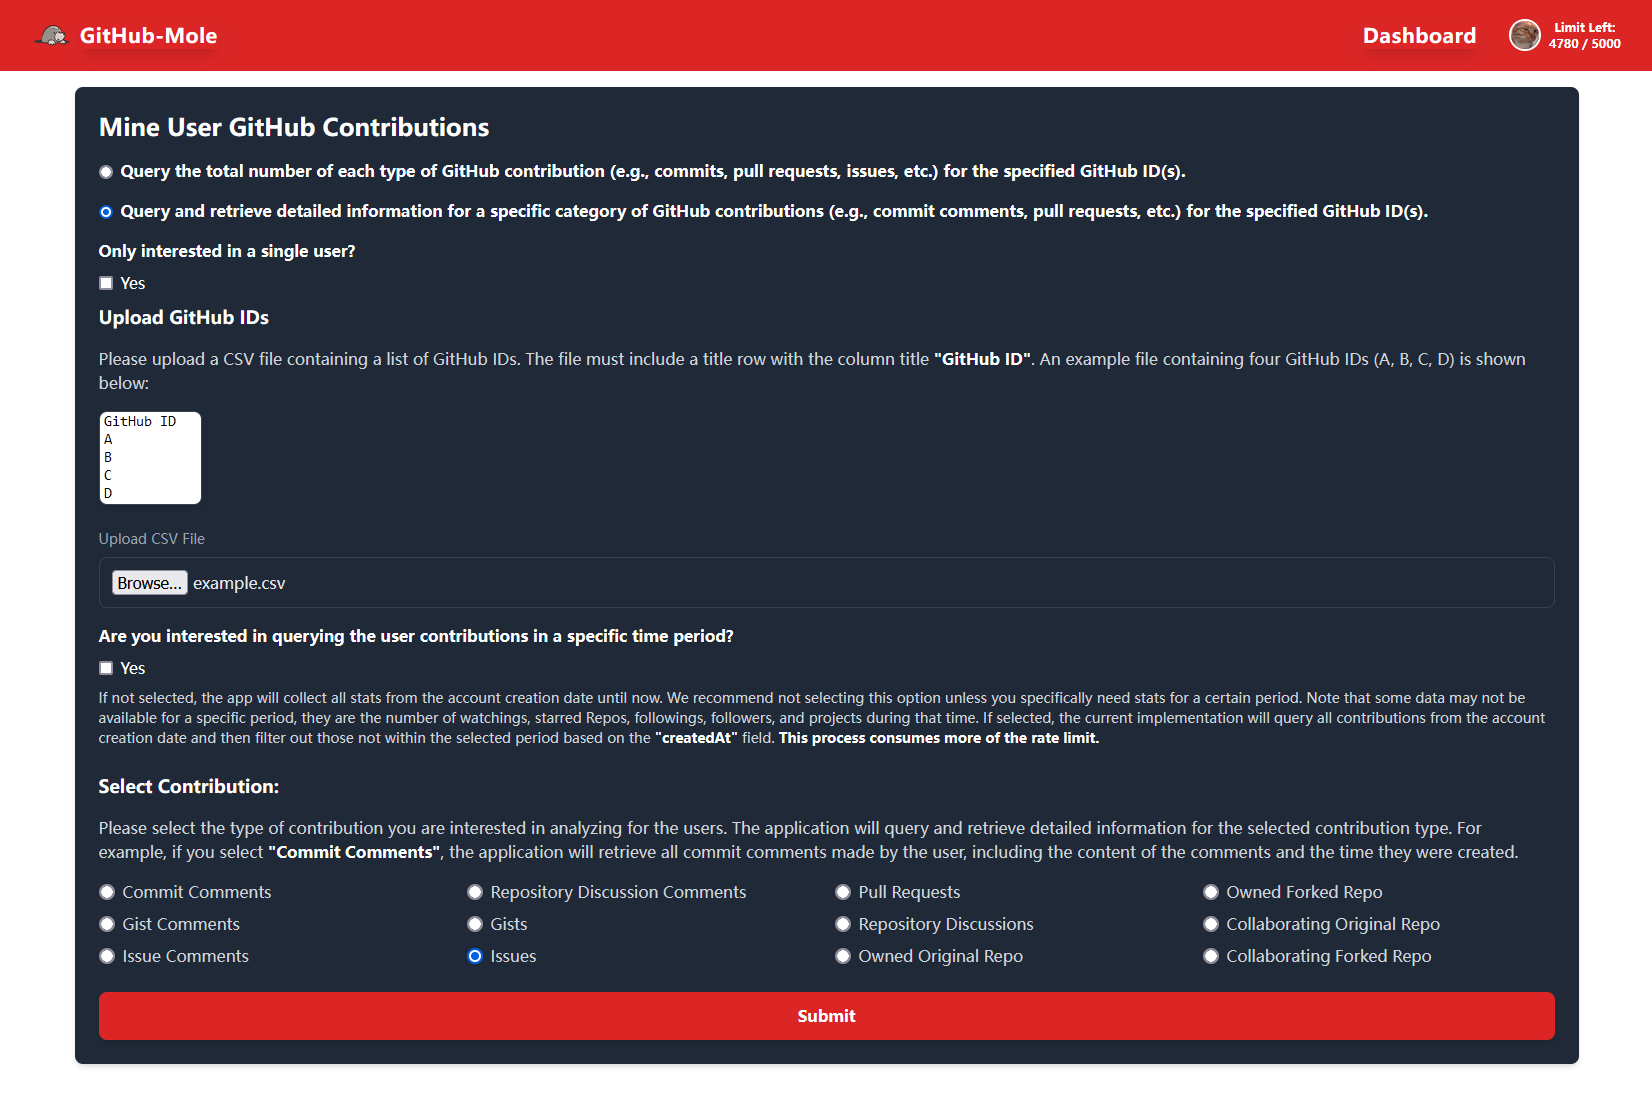 GitHub-Mole
Dashboard
Limit Left:
4780 / 5000
Mine User GitHub Contributions
Query the total number of each type of GitHub contribution (e.g., commits, pull requests, issues, etc.) for the specified GitHub ID(s).
Query and retrieve detailed information for a specific category of GitHub contributions (e.g., commit comments, pull requests, etc.) for the specified GitHub ID(s).
Only interested in a single user?
Yes
Upload GitHub IDs
Please upload a CSV file containing a list of GitHub IDs. The file must include a title row with the column title "GitHub ID". An example file containing four GitHub IDs (A, B, C, D) is shown
below:
GitHub ID
A
B
C
D
Upload CSV File
Browse... example.csv
Are you interested in querying the user contributions in a specific time period?
Yes
If not selected, the app will collect all stats from the account creation date until now. We recommend not selecting this option unless you specifically need stats for a certain period. Note that some data may not be
available for a specific period, they are the number of watchings, starred Repos, followings, followers, and projects during that time. If selected, the current implementation will query all contributions from the account
creation date and then filter out those not within the selected period based on the "createdAt" field. This process consumes more of the rate limit.
Select Contribution:
Please select the type of contribution you are interested in analyzing for the users. The application will query and retrieve detailed information for the selected contribution type. For
example, if you select "Commit Comments", the application will retrieve all commit comments made by the user, including the content of the comments and the time they were created.
Commit Comments
Repository Discussion Comments
Pull Requests
Owned Forked Repo
Gist Comments
Gists
Repository Discussions
Collaborating Original Repo
Issue Comments
Issues
Owned Original Repo
Collaborating Forked Repo
Submit